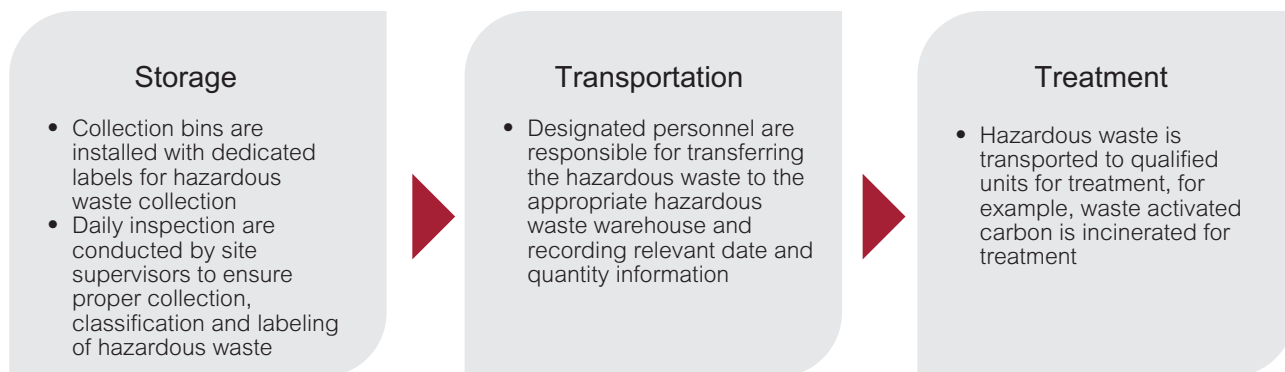 Storage
• Collection bins are
installed with dedicated
labels for hazardous
waste collection
• Daily inspection are
conducted by site
supervisors to ensure
proper collection,
classification and labeling
of hazardous waste
Transportation
• Designated personnel are
responsible for transferring
the hazardous waste to the
appropriate hazardous
waste warehouse and
recording relevant date and
quantity information
Treatment
• Hazardous waste is
transported to qualified
units for treatment, for
example, waste activated
carbon is incinerated for
treatment